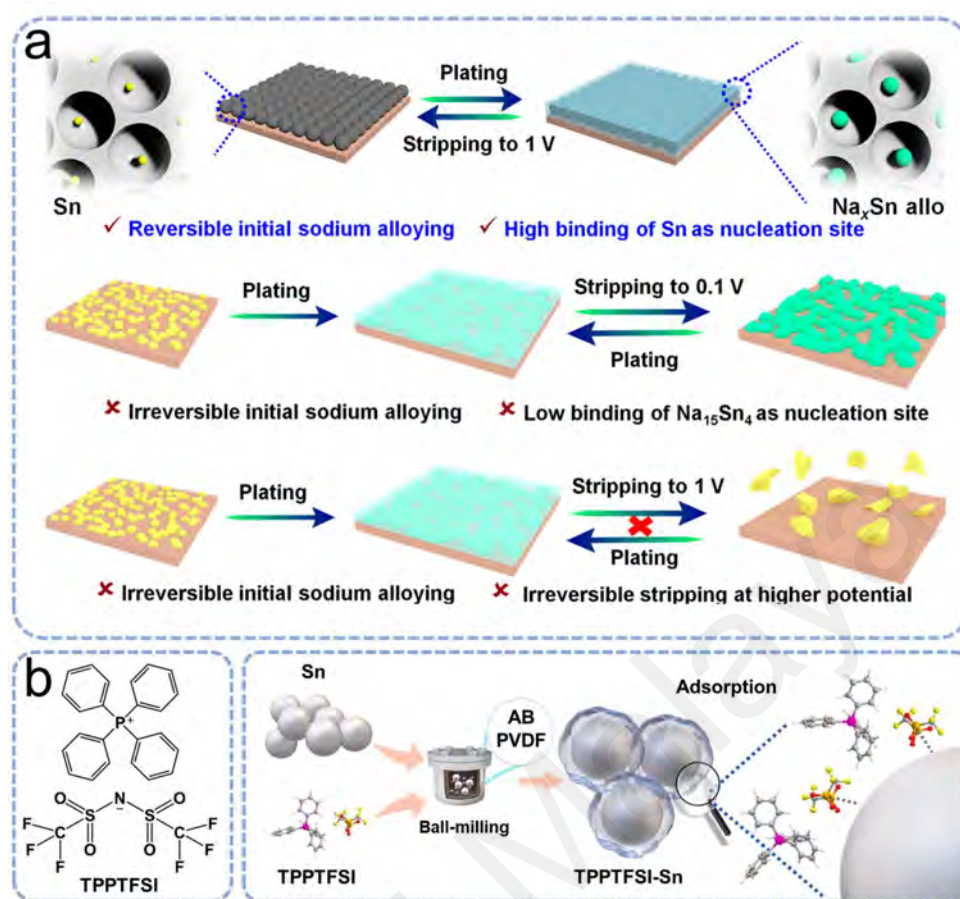 a
Plating
Stripping to 1 V
Sn
NaxSn allo
✓ Reversible initial sodium alloying ✓ High binding of Sn as nucleation site
Plating
Stripping to 0.1 V
Plating
✘ Irreversible initial sodium alloying ✘ Low binding of Na15Sn4 as nucleation site
Plating
Stripping to 1 V
Plating
✘ Irreversible initial sodium alloying ✘ Irreversible stripping at higher potential
b
P+
O O
S N S
−
F C O O C F
F F F F
TPPTFSI
Sn
AB
PVDF
Adsorption
Ball-milling
TPPTFSI
TPPTFSI-Sn
Malaya